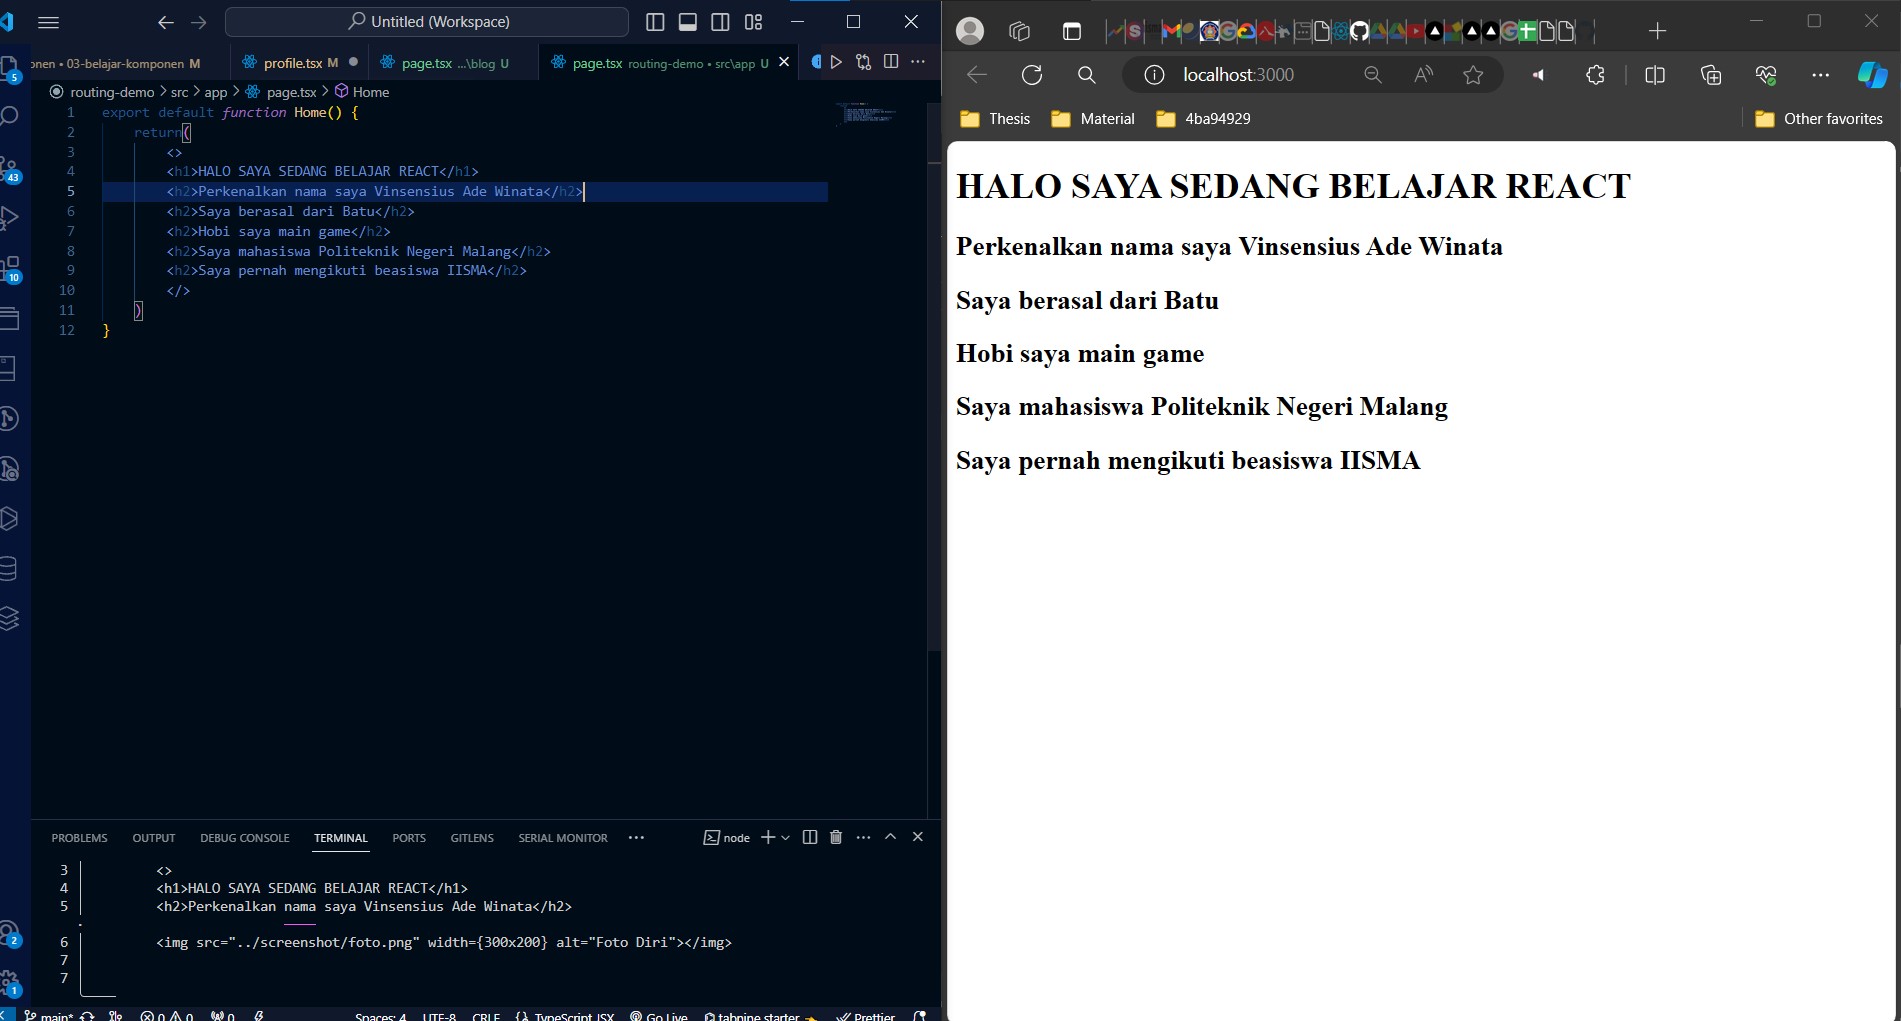 Untitled (Workspace)
onen • 03-belajar-komponen M
profile.tsx M
page.tsx ...\blog U
page.tsx routing-demo • src\app U
routing-demo > src > app > page.tsx > Home
1 export default function Home() {
2 return(
3 <>
4 <h1>HALO SAYA SEDANG BELAJAR REACT</h1>
5 <h2>Perkenalkan nama saya Vinsensius Ade Winata</h2>
6 <h2>Saya berasal dari Batu</h2>
7 <h2>Hobi saya main game</h2>
8 <h2>Saya mahasiswa Politeknik Negeri Malang</h2>
9 <h2>Saya pernah mengikuti beasiswa IISMA</h2>
10 </>
11 )
12 }
5
43
10
2
1
PROBLEMS OUTPUT DEBUG CONSOLE TERMINAL PORTS GITLENS SERIAL MONITOR ... node
3 <>
4 <h1>HALO SAYA SEDANG BELAJAR REACT</h1>
5 <h2>Perkenalkan nama saya Vinsensius Ade Winata</h2>
6 <img src="../screenshot/foto.png" width={300x200} alt="Foto Diri"></img>
7
7
main* 0 0 0 Spaces: 4 UTF-8 CRLF {} TypeScript JSX Go Live tabnine starter Prettier
localhost:3000
Thesis Material 4ba94929 Other favorites
HALO SAYA SEDANG BELAJAR REACT
Perkenalkan nama saya Vinsensius Ade Winata
Saya berasal dari Batu
Hobi saya main game
Saya mahasiswa Politeknik Negeri Malang
Saya pernah mengikuti beasiswa IISMA